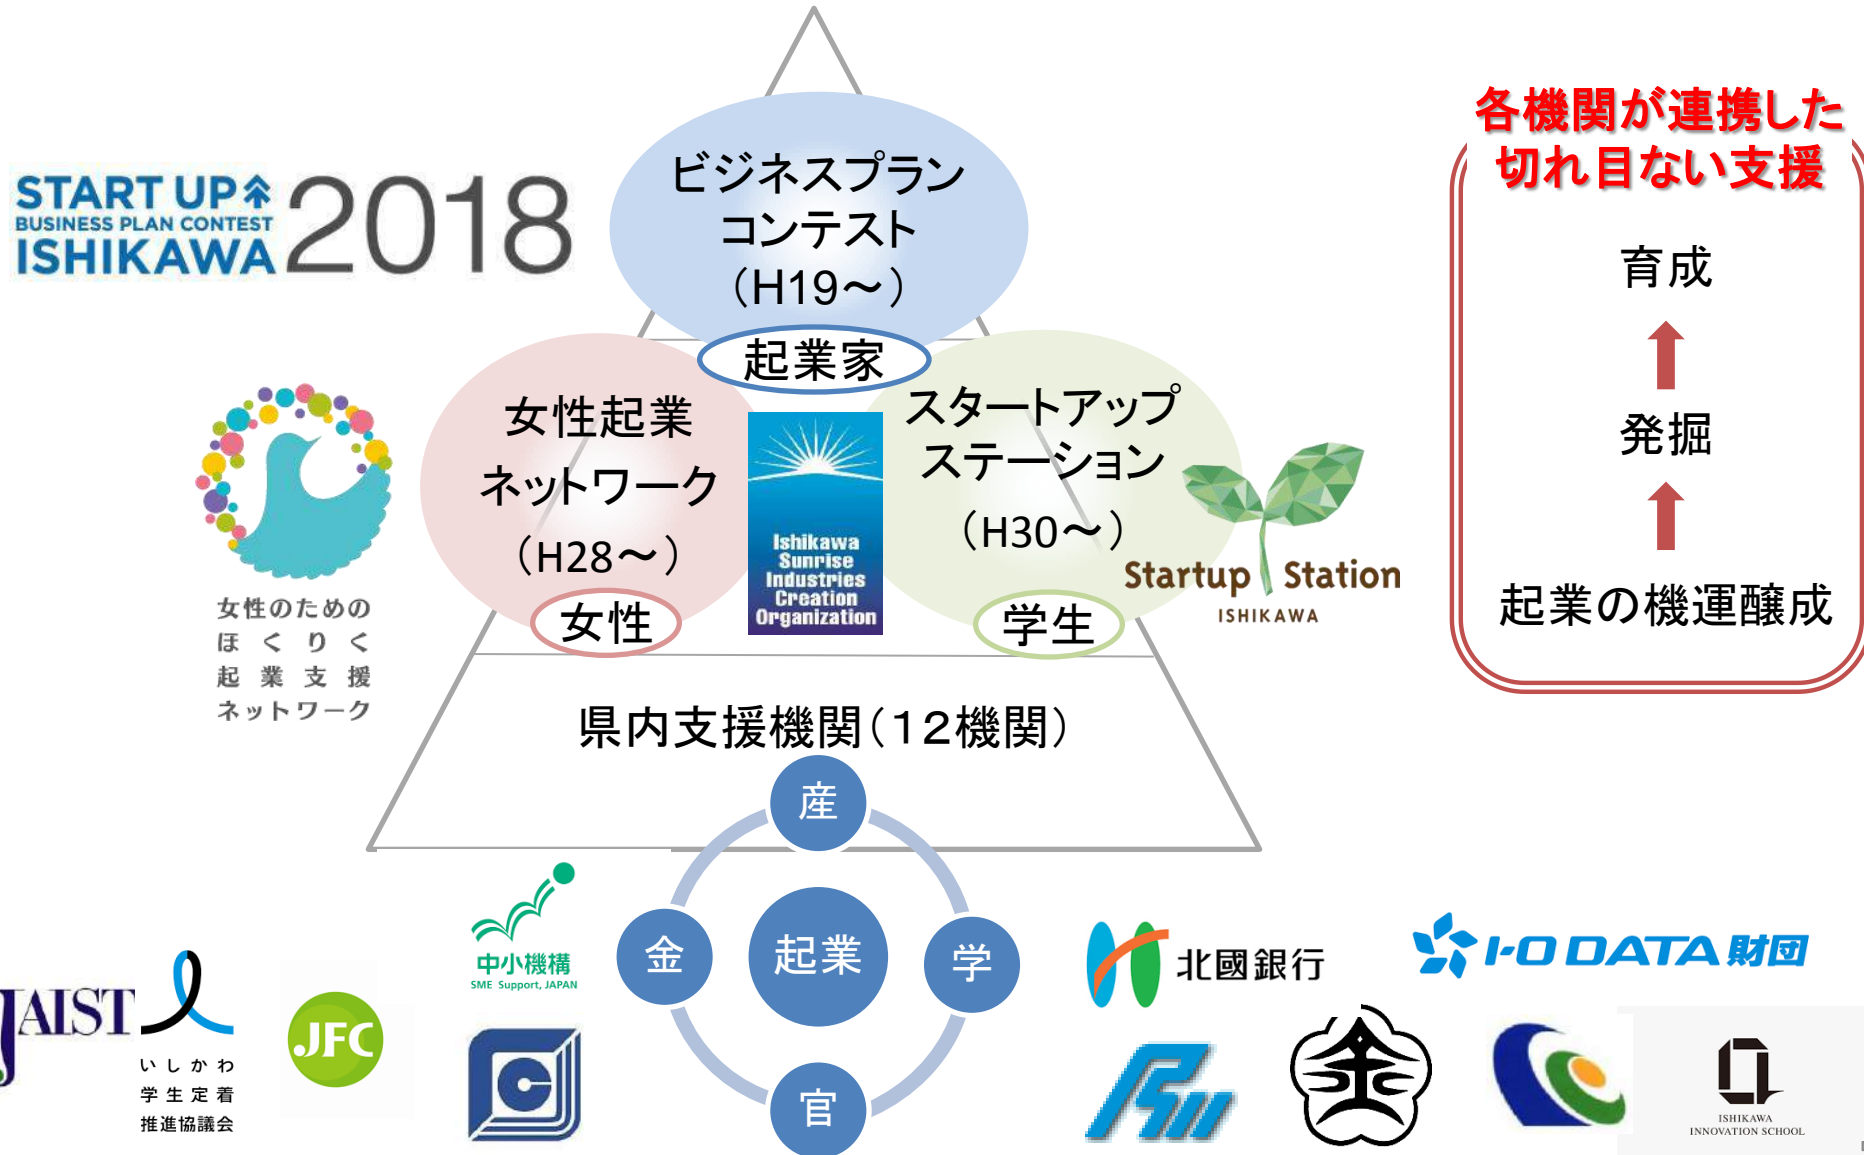 ビジネスプラン
コンテスト
（H19～）
起業家
START UP
BUSINESS PLAN CONTEST
ISHIKAWA
2018
各機関が連携した
切れ目ない支援
育成
発掘
起業の機運醸成
女性起業
ネットワーク
（H28～）
女性
スタートアップ
ステーション
（H30～）
学生
Ishikawa
Sunrise
Industries
Creation
Organization
女性のための
ほくりく
起業支援
ネットワーク
Startup Station
ISHIKAWA
県内支援機関（１２機関）
産
金
起業
学
官
JAIST
いしかわ
学生定着
推進協議会
JFC
中小機構
SME Support, JAPAN
北國銀行
I-O DATA 財団
ISHIKAWA
INNOVATION SCHOOL